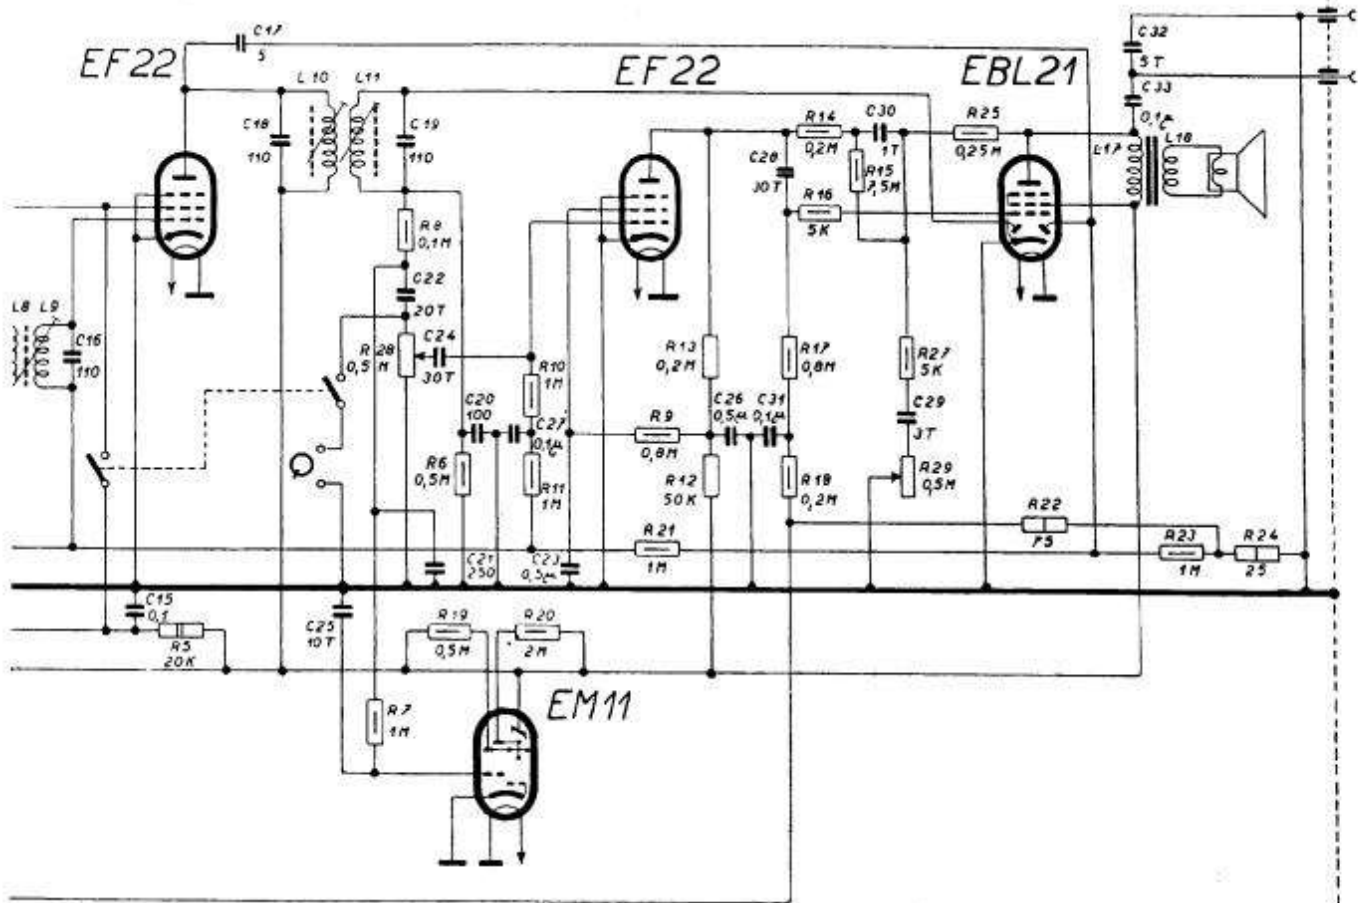 EF22
C17
5
EF22
EBL21
C32
5T
C33
0,1µ
L10 L11
C18
110
C19
110
R14
0,2M
C30
1T
R25
0,25M
L17
L18
C28
30T
R15
7,5M
R16
5K
R8
0,1M
C22
20T
L8 L9
C16
110
R28
0,5M
C24
30T
R10
1M
R13
0,2M
R17
0,8M
R27
5K
C20
100
C27
0,1µ
R9
0,8M
C26
0,5µ
C31
0,1µ
C29
3T
R6
0,5M
R11
1M
R12
50K
R18
0,2M
R29
0,5M
R22
75
R21
1M
R23
1M
R24
25
C21
250
C23
0,5µ
C15
0,1
R5
20K
C25
10T
R19
0,5M
R20
2M
R7
1M
EM11